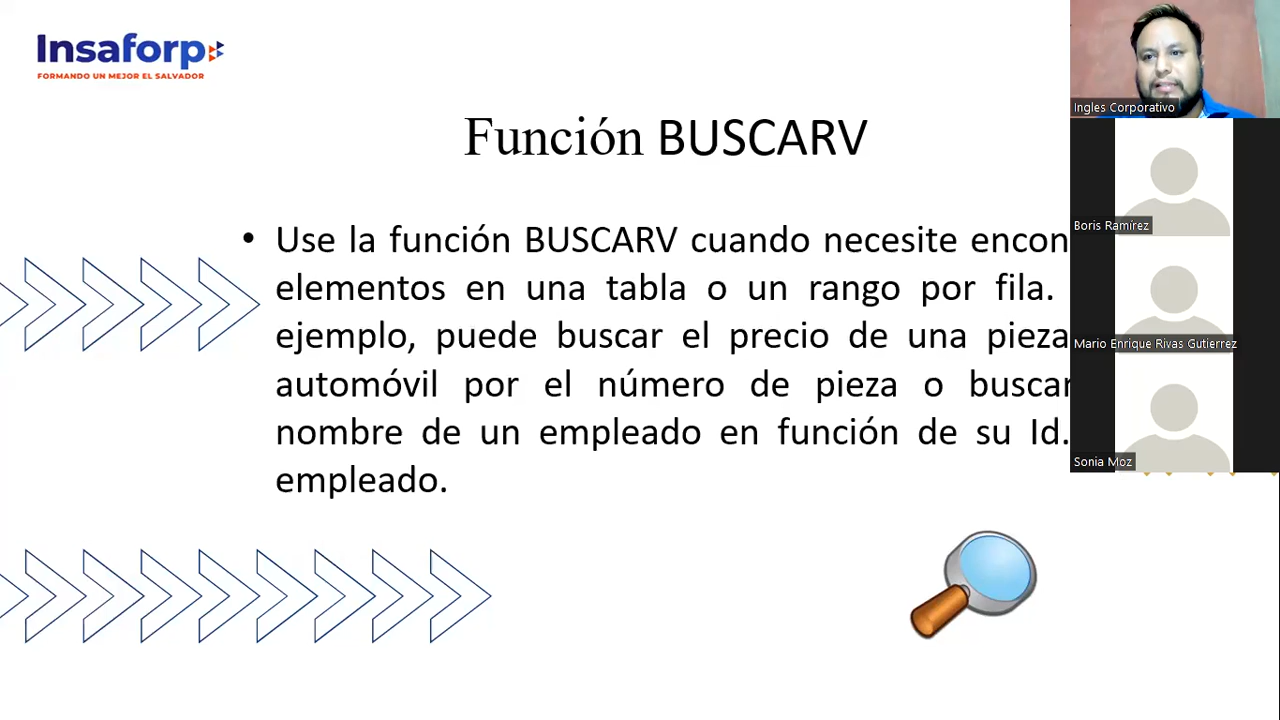 Insaforp
FORMANDO UN MEJOR EL SALVADOR
Función BUSCARV
• Use la función BUSCARV cuando necesite encon
elementos en una tabla o un rango por fila.
ejemplo, puede buscar el precio de una pieza
automóvil por el número de pieza o buscar
nombre de un empleado en función de su Id.
empleado.
Ingles Corporativo
Boris Ramírez
Mario Enrique Rivas Gutierrez
Sonia Moz